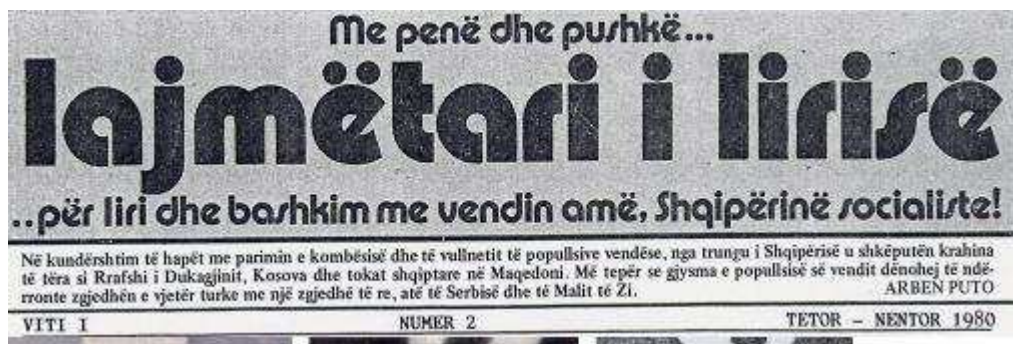 Me penë dhe pushkë...
lajmëtari i lirisë
..për liri dhe bashkim me vendin amë, Shqipërinë socialiste!
Në kundërshtim të hapët me parimin e kombësisë dhe të vullnetit të popullsive vendëse, nga trungu i Shqipërisë u shkëputën krahina
të tëra si Rrafshi i Dukagjinit, Kosova dhe tokat shqiptare në Maqedoni. Më tepër se gjysma e popullsisë së vendit dënohej të ndë-
rronte zgjedhën e vjetër turke me një zgjedhë të re, atë të Serbisë dhe të Malit të Zi. ARBEN PUTO
VITI I NUMER 2 TETOR - NENTOR 1980